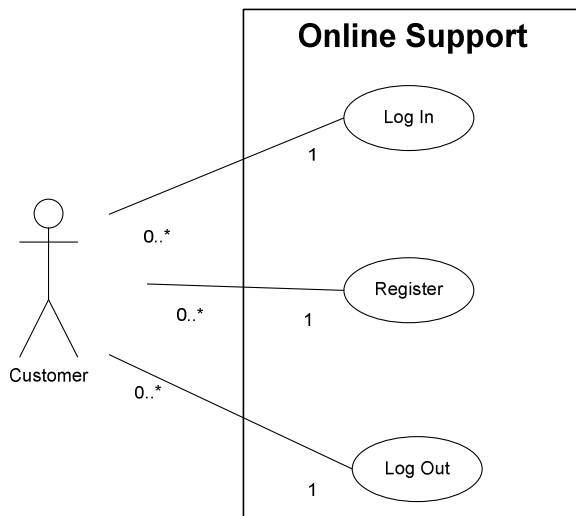 Online Support
Log In
1
0..*
Register
0..*
1
Customer
0..*
Log Out
1